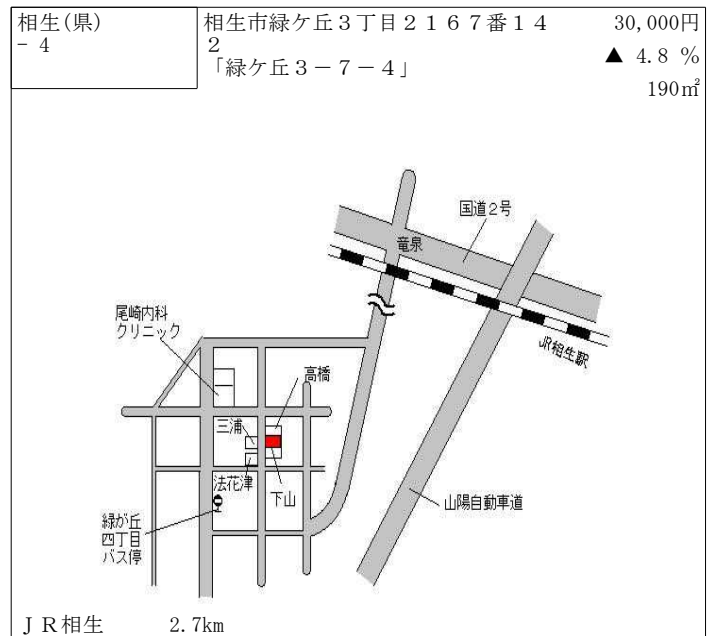 相生(県)
- 4
相生市緑ケ丘３丁目２１６７番１４
２
「緑ケ丘３－７－４」
30,000円
▲ 4.8 %
190㎡
国道2号
竜泉
JR相生駅
尾崎内科
クリニック
高橋
三浦
法花津
下山
山陽自動車道
緑が丘
四丁目
バス停
ＪＲ相生 2.7km